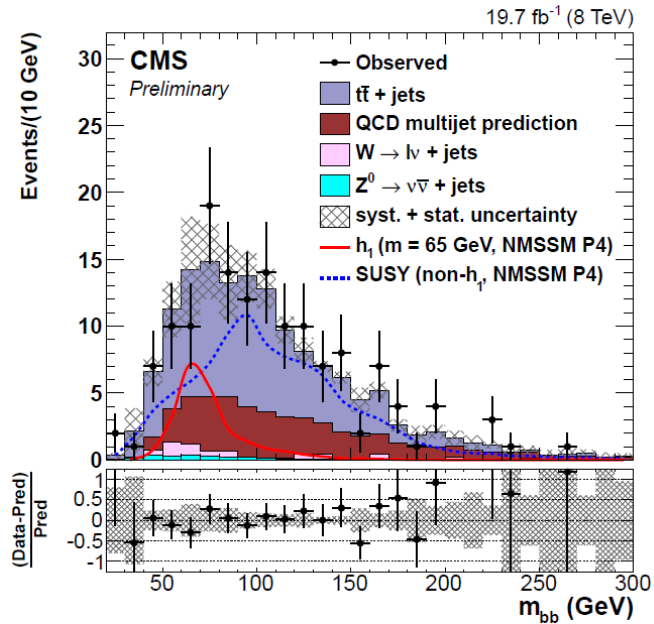 19.7 fb⁻¹ (8 TeV)
CMS
Preliminary
Observed
tt̅ + jets
QCD multijet prediction
W → lν + jets
Z⁰ → νν̅ + jets
syst. + stat. uncertainty
h₁ (m = 65 GeV, NMSSM P4)
SUSY (non-h₁, NMSSM P4)
Events/(10 GeV)
30
25
20
15
10
5
0
(Data-Pred)
Pred
1
0.5
0
-0.5
-1
50 100 150 200 250 300
m_bb (GeV)